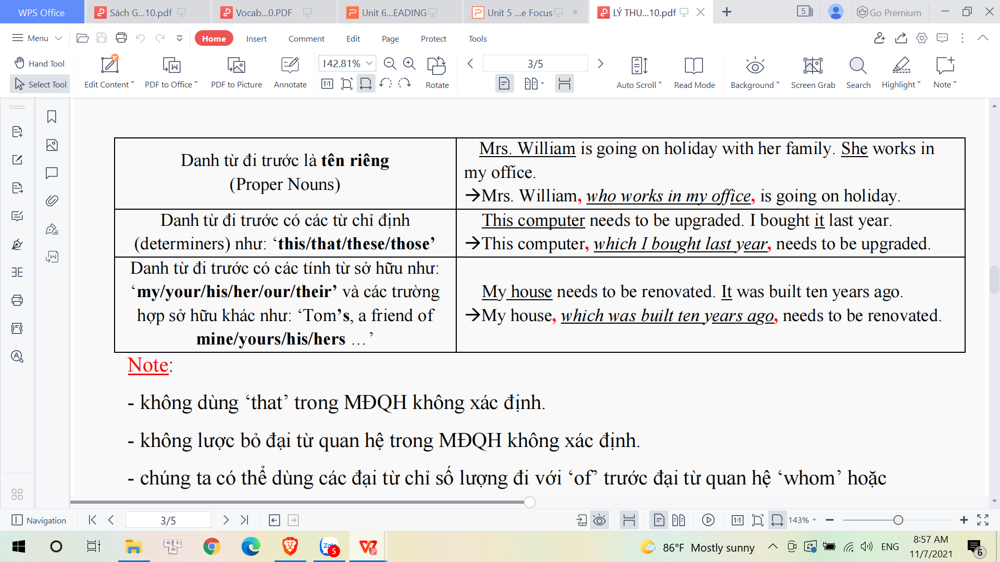 WPS Office
Sách G...10.pdf
Vocab...0.PDF
Unit 6...EADING
Unit 5 ...e Focus
LÝ THU...10.pdf
5
Go Premium
Menu
Home
Insert
Comment
Edit
Page
Protect
Tools
Hand Tool
Select Tool
Edit Content
PDF to Office
PDF to Picture
Annotate
142.81%
1:1
Rotate
3/5
Auto Scroll
Read Mode
Background
Screen Grab
Search
Highlight
Note
Danh từ đi trước là tên riêng
(Proper Nouns)
Mrs. William is going on holiday with her family. She works in
my office.
→Mrs. William, who works in my office, is going on holiday.
Danh từ đi trước có các từ chỉ định
(determiners) như: ‘this/that/these/those’
This computer needs to be upgraded. I bought it last year.
→This computer, which I bought last year, needs to be upgraded.
Danh từ đi trước có các tính từ sở hữu như:
‘my/your/his/her/our/their’ và các trường
hợp sở hữu khác như: ‘Tom’s, a friend of
mine/yours/his/hers …’
My house needs to be renovated. It was built ten years ago.
→My house, which was built ten years ago, needs to be renovated.
Note:
- không dùng ‘that’ trong MĐQH không xác định.
- không lược bỏ đại từ quan hệ trong MĐQH không xác định.
- chúng ta có thể dùng các đại từ chỉ số lượng đi với ‘of’ trước đại từ quan hệ ‘whom’ hoặc
Navigation
3/5
1:1
143%
Zalo
5
86°F Mostly sunny
ENG
8:57 AM
11/7/2021
6